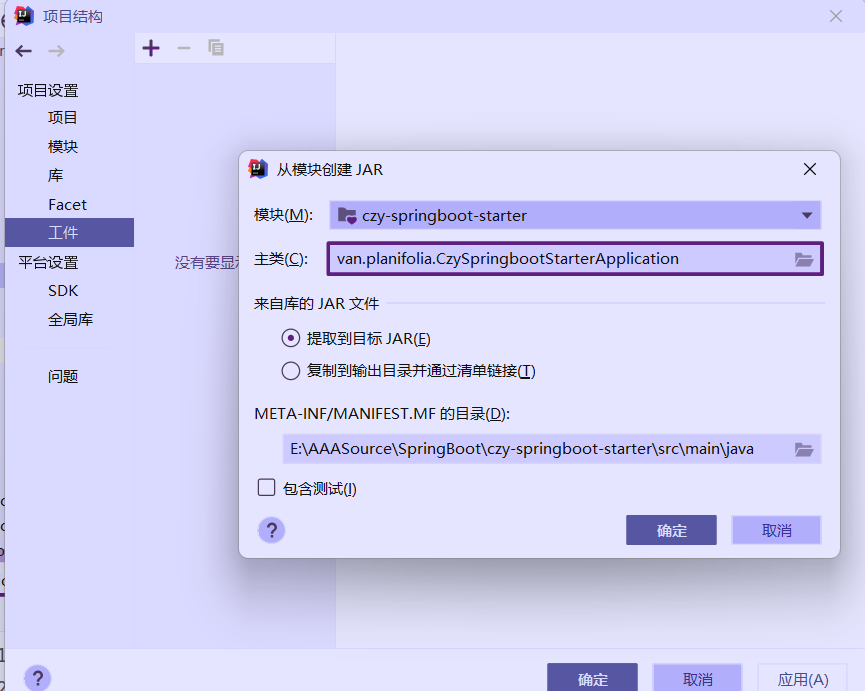 项目结构
项目设置
项目
模块
库
Facet
工件
平台设置
SDK
全局库
问题
没有要显
从模块创建 JAR
模块(M):
czy-springboot-starter
主类(C):
van.planifolia.CzySpringbootStarterApplication
来自库的 JAR 文件
提取到目标 JAR(E)
复制到输出目录并通过清单链接(T)
META-INF/MANIFEST.MF 的目录(D):
E:\AAASource\SpringBoot\czy-springboot-starter\src\main\java
包含测试(I)
?
确定
取消
?
确定
取消
应用(A)